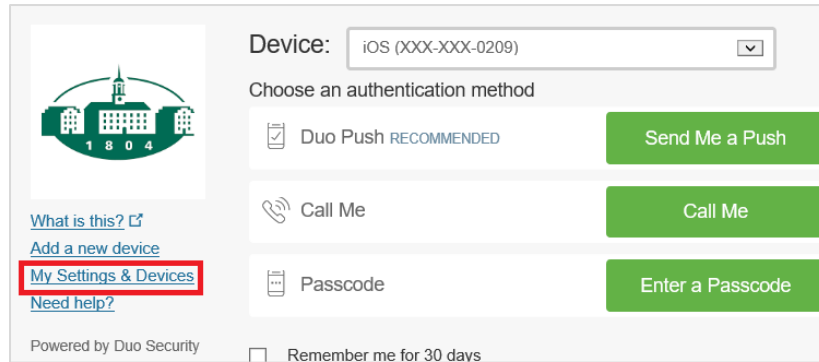 Device: iOS (XXX-XXX-0209)
Choose an authentication method
Duo Push RECOMMENDED Send Me a Push
Call Me Call Me
Passcode Enter a Passcode
Remember me for 30 days
1804
What is this?
Add a new device
My Settings & Devices
Need help?
Powered by Duo Security